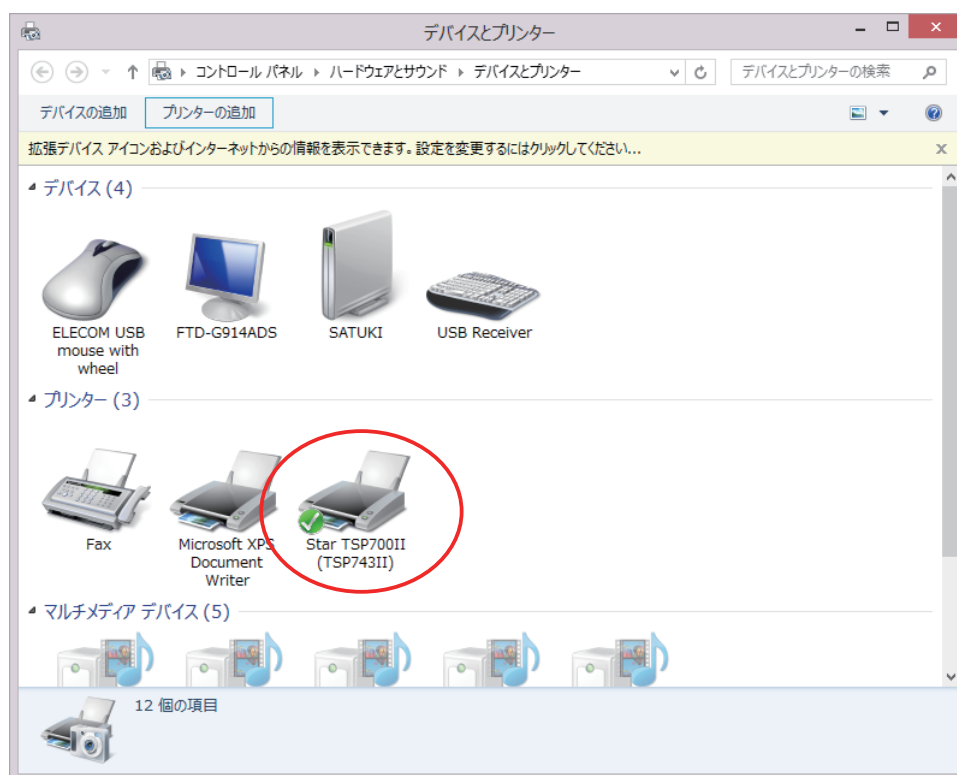 デバイスとプリンター
コントロール パネル ハードウェアとサウンド デバイスとプリンター
デバイスとプリンターの検索
デバイスの追加 プリンターの追加
拡張デバイス アイコンおよびインターネットからの情報を表示できます。設定を変更するにはクリックしてください...
デバイス (4)
ELECOM USB
mouse with
wheel
FTD-G914ADS
SATUKI
USB Receiver
プリンター (3)
Fax
Microsoft XPS
Document
Writer
Star TSP700II
(TSP743II)
マルチメディア デバイス (5)
12 個の項目